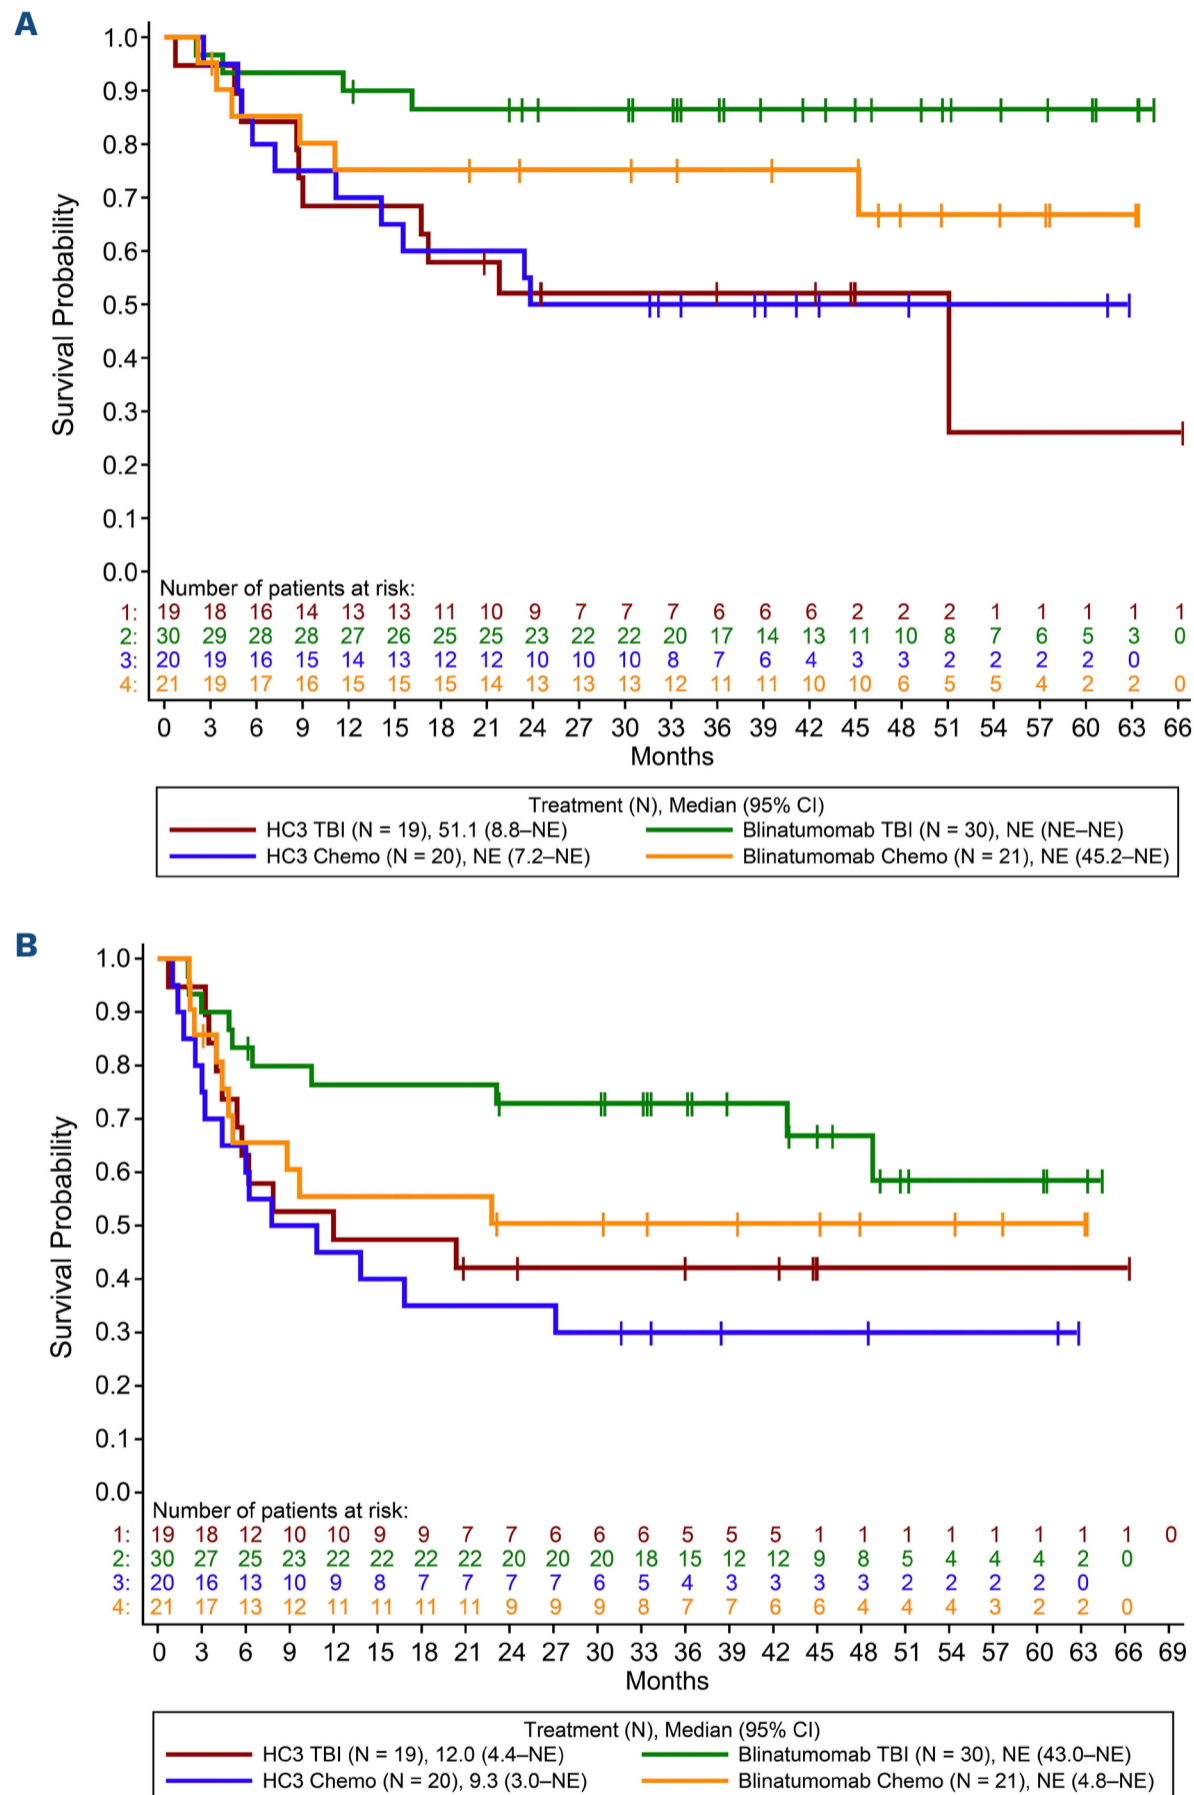 A
1.0
0.9
0.8
0.7
0.6
0.5
0.4
0.3
0.2
0.1
0.0
Survival Probability
Number of patients at risk:
1: 19 18 16 14 13 13 11 10 9 7 7 7 6 6 6 2 2 2 1 1 1 1 1
2: 30 29 28 28 27 26 25 25 23 22 22 20 17 14 13 11 10 8 7 6 5 3 0
3: 20 19 16 15 14 13 12 12 10 10 10 8 7 6 4 3 3 2 2 2 2 0
4: 21 19 17 16 15 15 15 14 13 13 13 12 11 11 10 10 6 5 5 4 2 2 0
0 3 6 9 12 15 18 21 24 27 30 33 36 39 42 45 48 51 54 57 60 63 66
Months
Treatment (N), Median (95% CI)
HC3 TBI (N = 19), 51.1 (8.8–NE) Blinatumomab TBI (N = 30), NE (NE–NE)
HC3 Chemo (N = 20), NE (7.2–NE) Blinatumomab Chemo (N = 21), NE (45.2–NE)
B
1.0
0.9
0.8
0.7
0.6
0.5
0.4
0.3
0.2
0.1
0.0
Survival Probability
Number of patients at risk:
1: 19 18 12 10 10 9 9 7 7 6 6 6 5 5 5 1 1 1 1 1 1 1 1 0
2: 30 27 25 23 22 22 22 22 20 20 20 18 15 12 12 9 8 5 4 4 4 2 0
3: 20 16 13 10 9 8 7 7 7 7 6 5 4 3 3 3 3 2 2 2 2 0
4: 21 17 13 12 11 11 11 11 9 9 9 8 7 7 6 6 4 4 4 3 2 2 0
0 3 6 9 12 15 18 21 24 27 30 33 36 39 42 45 48 51 54 57 60 63 66 69
Months
Treatment (N), Median (95% CI)
HC3 TBI (N = 19), 12.0 (4.4–NE) Blinatumomab TBI (N = 30), NE (43.0–NE)
HC3 Chemo (N = 20), 9.3 (3.0–NE) Blinatumomab Chemo (N = 21), NE (4.8–NE)